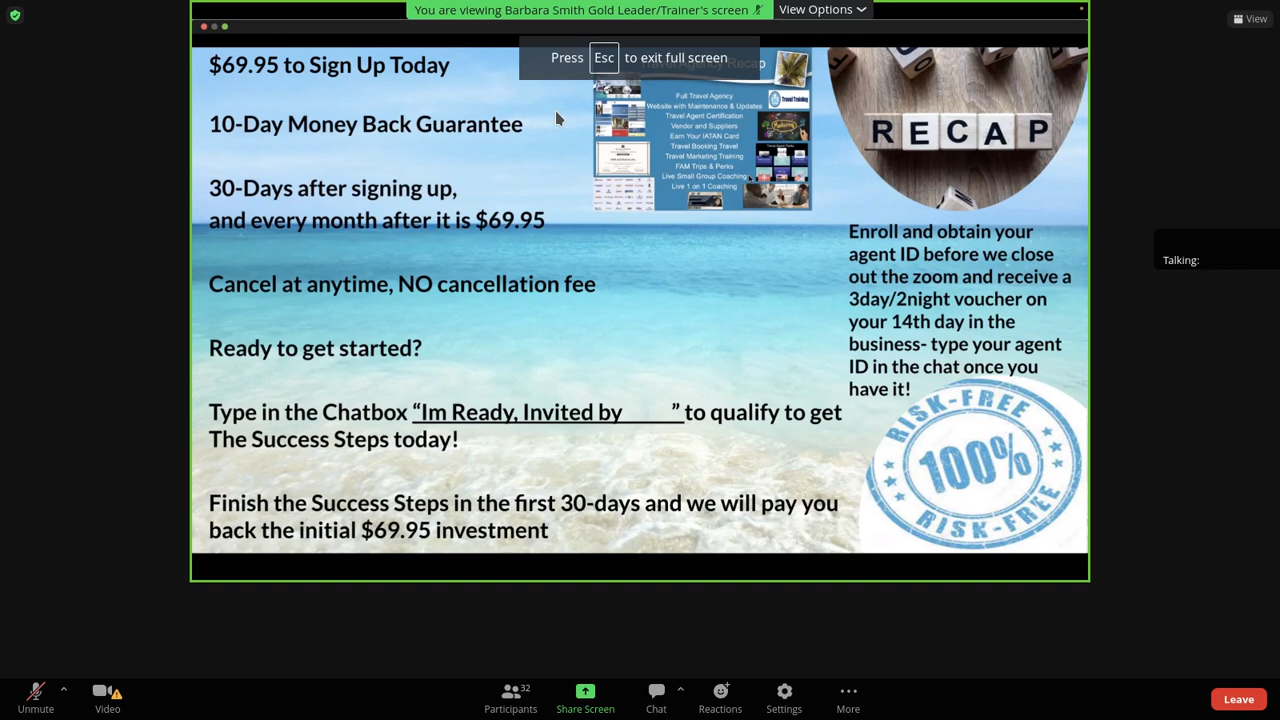 You are viewing Barbara Smith Gold Leader/Trainer's screen
View Options
View
Press Esc to exit full screen
$69.95 to Sign Up Today
10-Day Money Back Guarantee
30-Days after signing up,
and every month after it is $69.95
Cancel at anytime, NO cancellation fee
Ready to get started?
Type in the Chatbox “Im Ready, Invited by ” to qualify to get
The Success Steps today!
Finish the Success Steps in the first 30-days and we will pay you
back the initial $69.95 investment
Agency Recap
Full Travel Agency
Website with Maintenance & Updates
Travel Agent Certification
Vendor and Suppliers
Earn Your IATAN Card
Travel Booking Travel
Travel Marketing Training
FAM Trips & Perks
Live Small Group Coaching
Live 1 on 1 Coaching
Travel Training
RECAP
Enroll and obtain your
agent ID before we close
out the zoom and receive a
3day/2night voucher on
your 14th day in the
business- type your agent
ID in the chat once you
have it!
RISK-FREE
100%
RISK-FREE
Talking:
Unmute
Video
32
Participants
Share Screen
Chat
Reactions
Settings
More
Leave